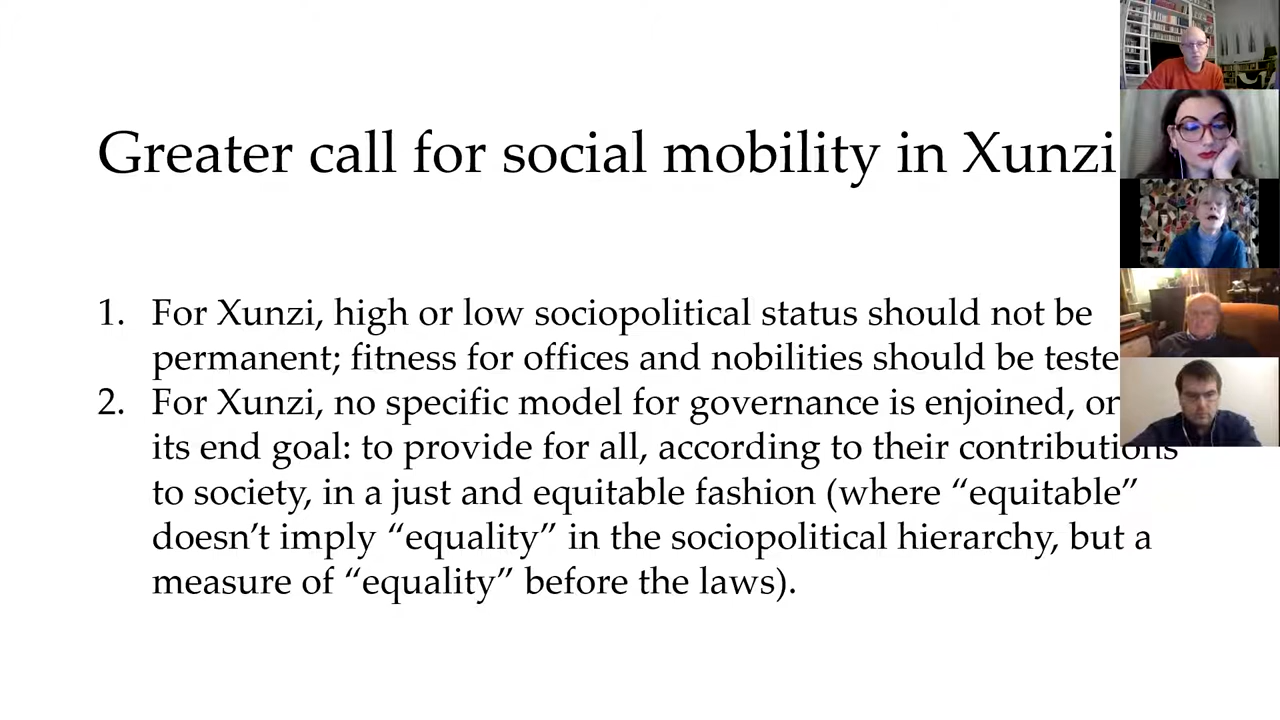 Greater call for social mobility in Xunzi
1. For Xunzi, high or low sociopolitical status should not be
permanent; fitness for offices and nobilities should be
2. For Xunzi, no specific model for governance is enjoined,
its end goal: to provide for all, according to their contributions
to society, in a just and equitable fashion (where “equitable”
doesn’t imply “equality” in the sociopolitical hierarchy, but a
measure of “equality” before the laws).